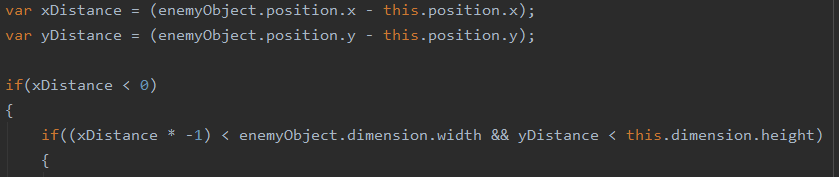 var xDistance = (enemyObject.position.x - this.position.x);
var yDistance = (enemyObject.position.y - this.position.y);
if(xDistance < 0)
{
if((xDistance * -1) < enemyObject.dimension.width && yDistance < this.dimension.height)
{